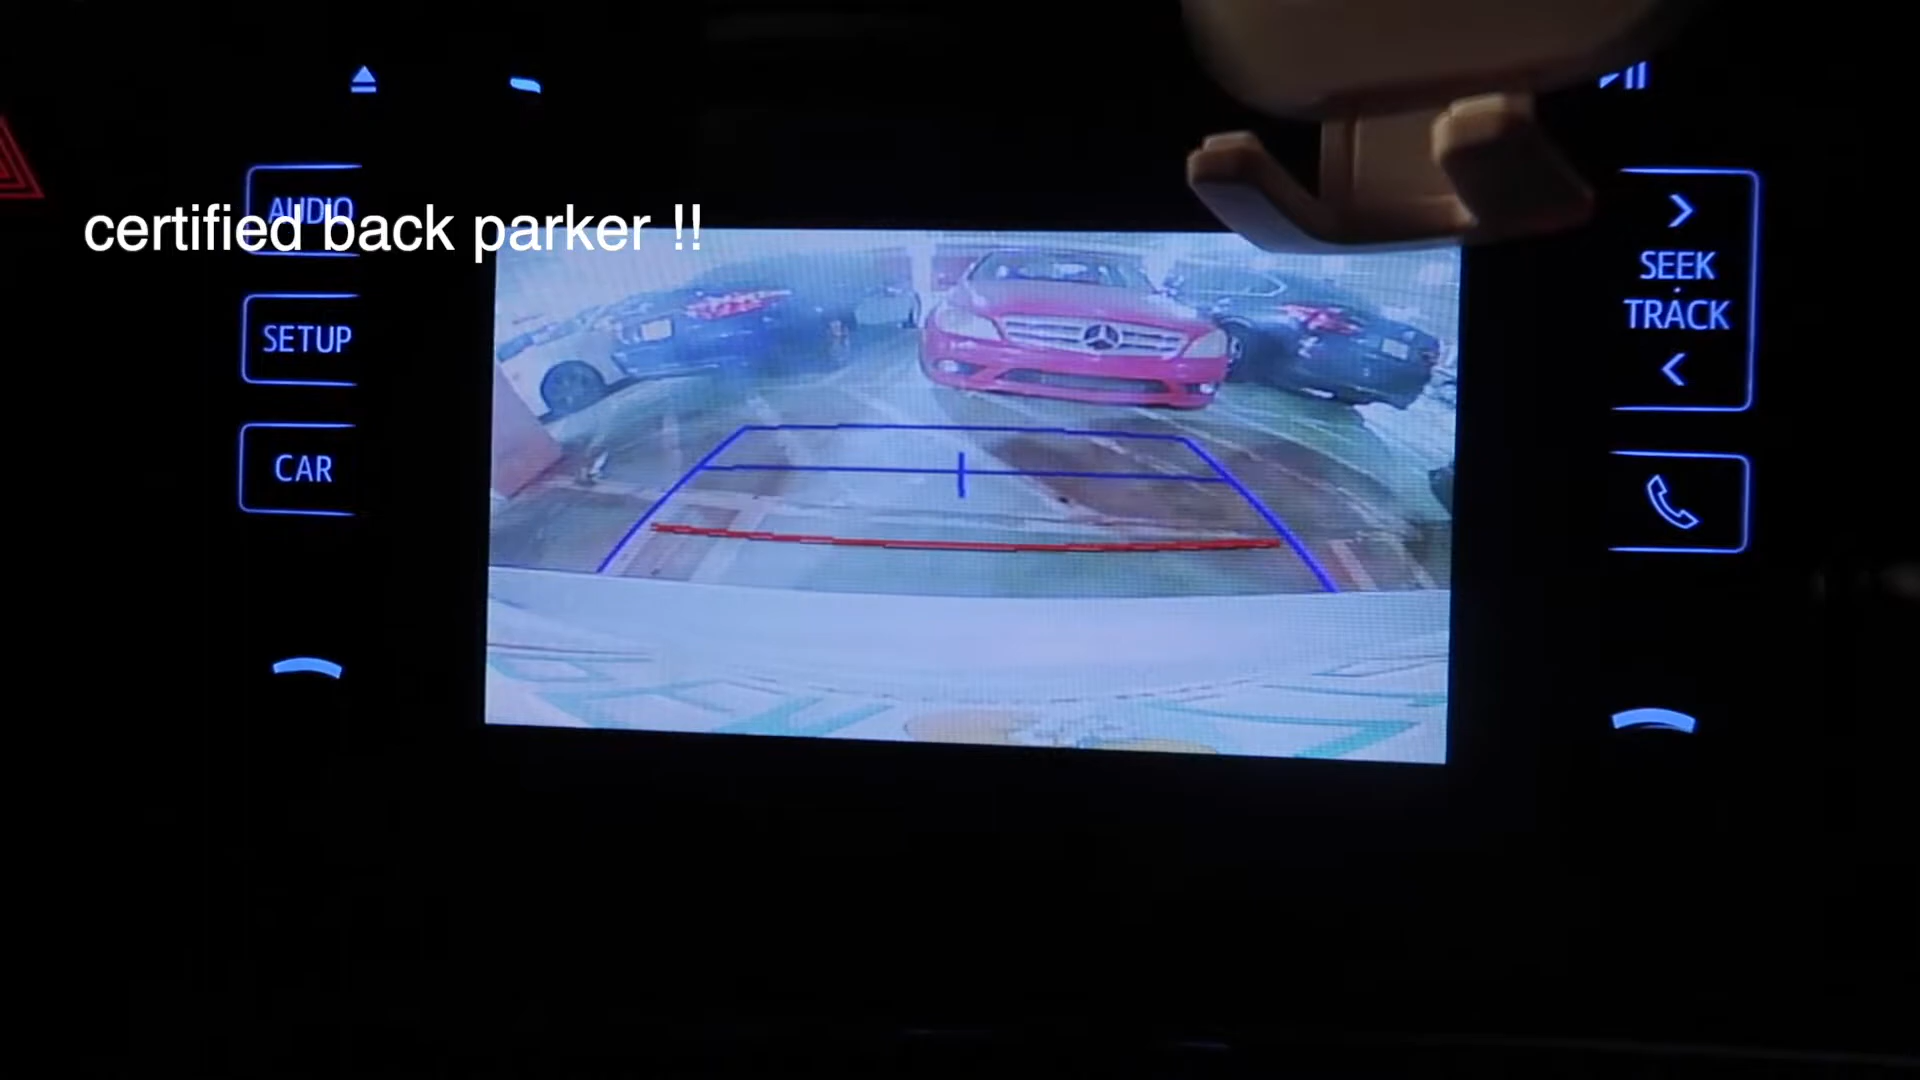 certified back parker !!
AUDIO
SETUP
CAR
SEEK
TRACK